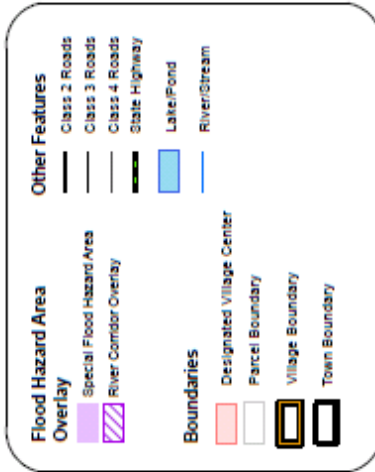 Flood Hazard Area
Overlay
Special Flood Hazard Area
River Corridor Overlay
Boundaries
Designated Village Center
Parcel Boundary
Village Boundary
Town Boundary
Other Features
Class 2 Roads
Class 3 Roads
Class 4 Roads
State Highway
Lake/Pond
River/Stream